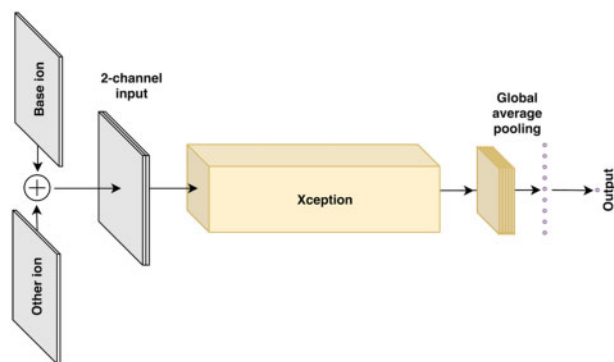 Base ion
Other ion
2-channel
input
Xception
Global
average
pooling
Output